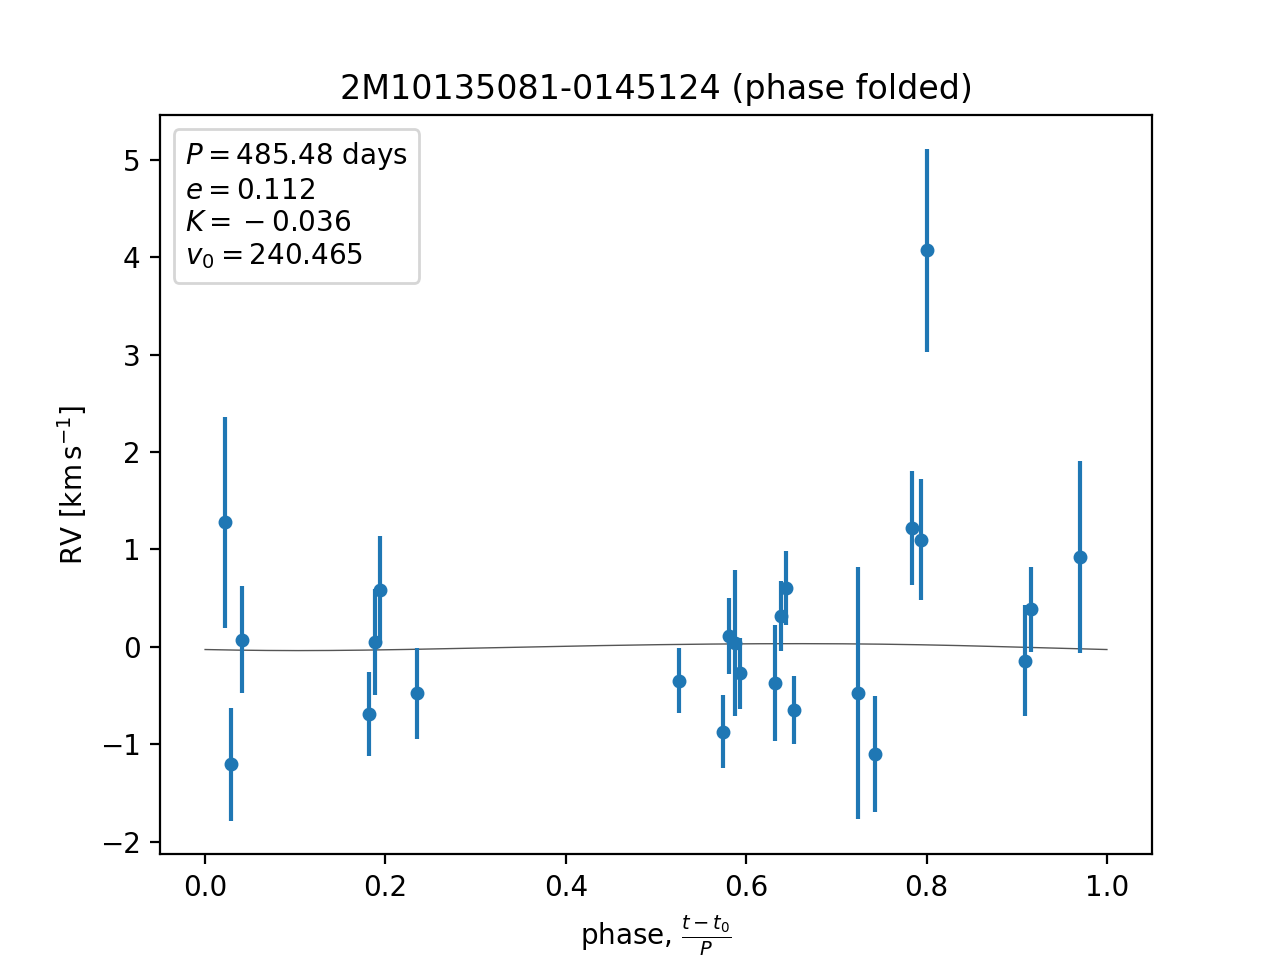 2M10135081-0145124 (phase folded)
P = 485.48 days
e = 0.112
K = − 0.036
v₀ = 240.465
5
4
3
2
1
0
−1
−2
RV [km s⁻¹]
0.0 0.2 0.4 0.6 0.8 1.0
phase, (t − t₀)/P